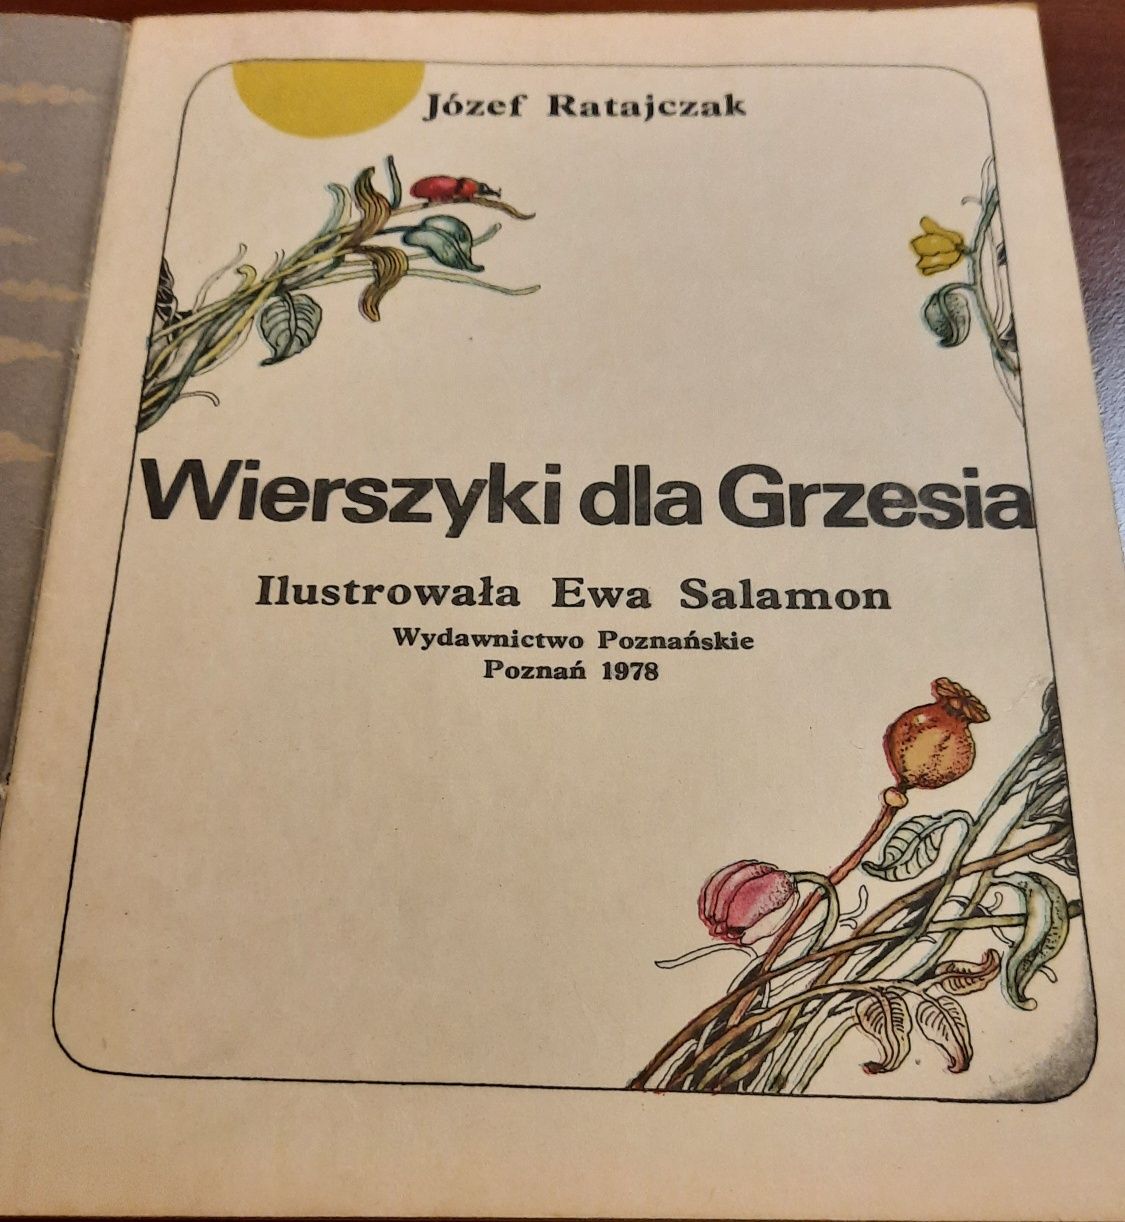 Józef Ratajczak
Wierszyki dla Grzesia
Ilustrowała Ewa Salamon
Wydawnictwo Poznańskie
Poznań 1978